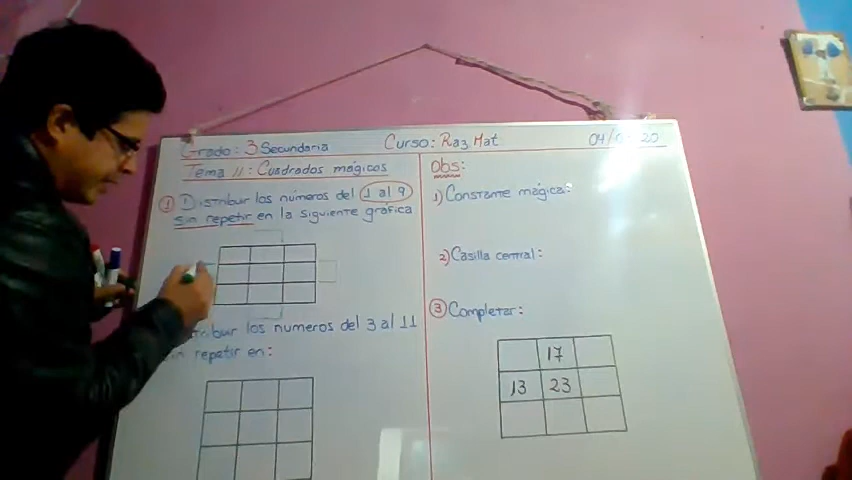 Grado: 3 Secundaria
Curso: Raz Mat
Tema 11: Cuadrados mágicos
① Distribuir los números del 1 al 9
sin repetir en la siguiente gráfica
los numeros del 3 al 11
repetir en:
Obs:
1) Constante mágica:
2) Casilla central:
③ Completar:
17
13 23